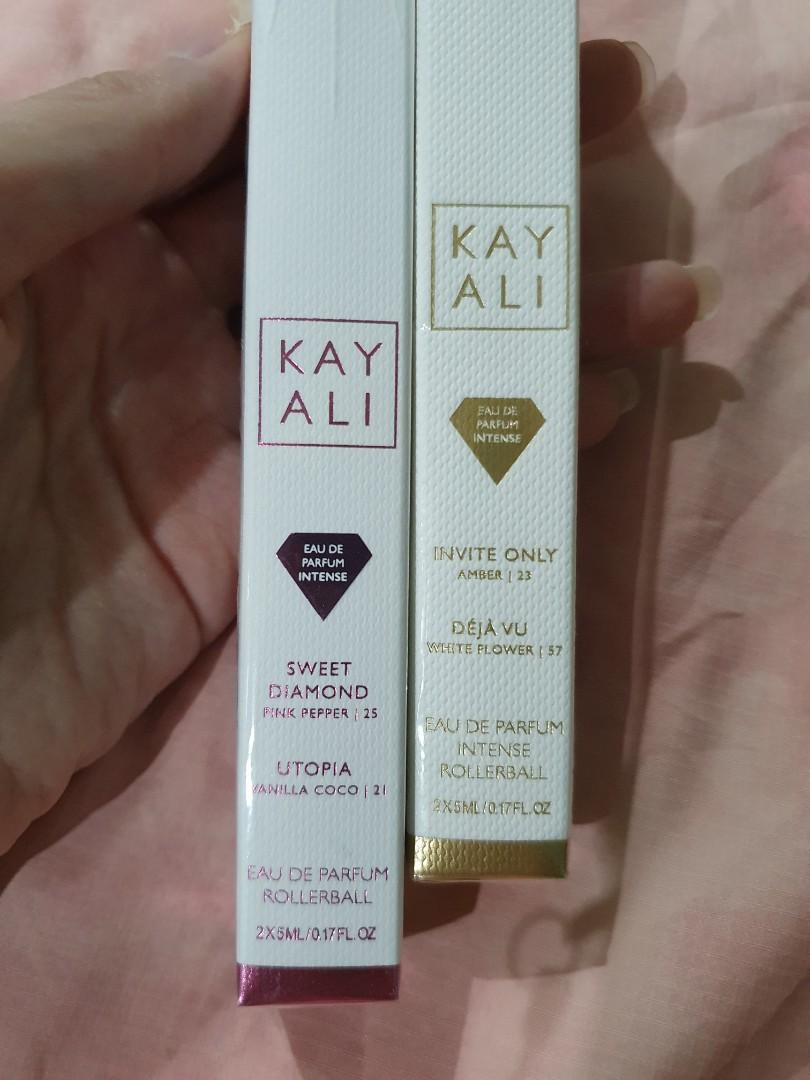 KAY
ALI
EAU DE
PARFUM
INTENSE
SWEET
DIAMOND
PINK PEPPER | 25
UTOPIA
VANILLA COCO | 21
EAU DE PARFUM
ROLLERBALL
2X5ML/0.17FL.OZ
KAY
ALI
EAU DE
PARFUM
INTENSE
INVITE ONLY
AMBER | 23
DÉJÀ VU
WHITE FLOWER | 57
EAU DE PARFUM
INTENSE
ROLLERBALL
2X5ML/0.17FL.OZ